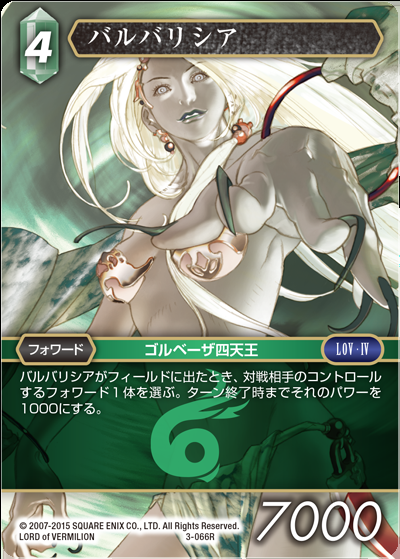 4
バルバリシア
フォワード
ゴルベーザ四天王
LOV・IV
バルバリシアがフィールドに出たとき、対戦相手のコントロール
するフォワード1体を選ぶ。ターン終了時までそれのパワーを
1000にする。
© 2007-2015 SQUARE ENIX CO., LTD. All Rights Reserved.
LORD of VERMILION
3-066R
7000